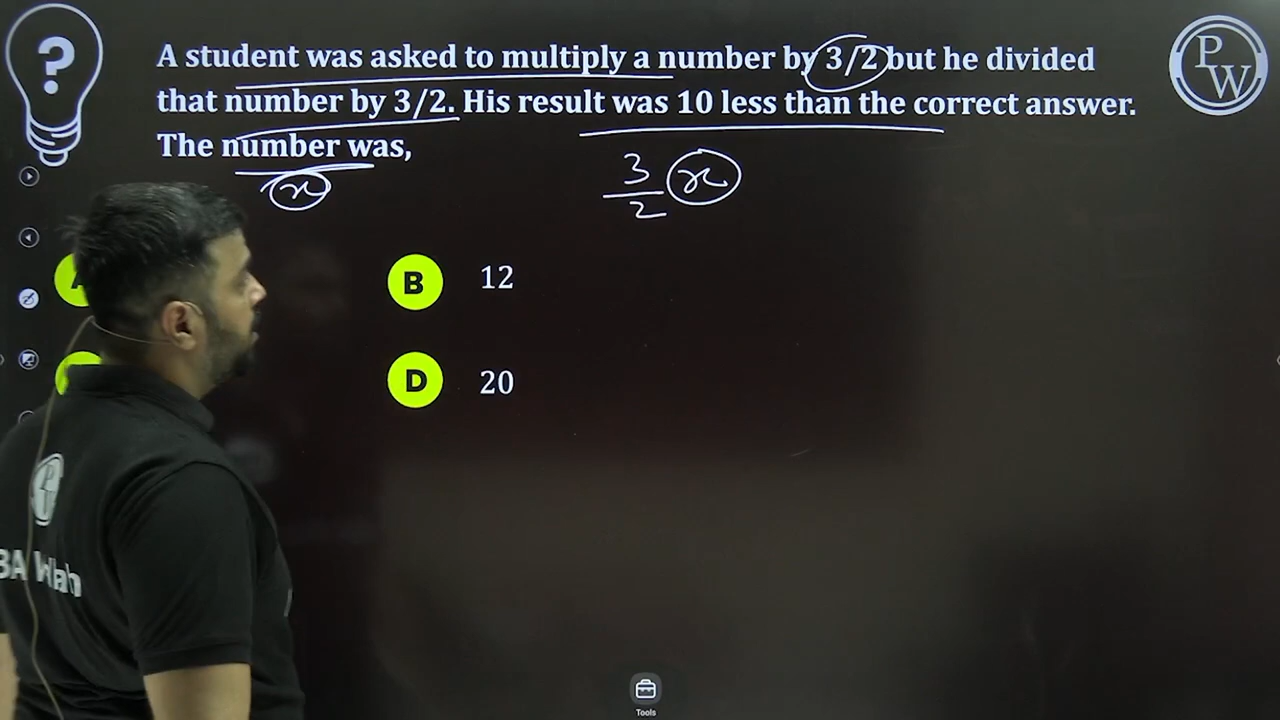 ?
A student was asked to multiply a number by 3/2 but he divided
that number by 3/2. His result was 10 less than the correct answer.
The number was,
P
W
x
3
2
x
B 12
D 20
Tools